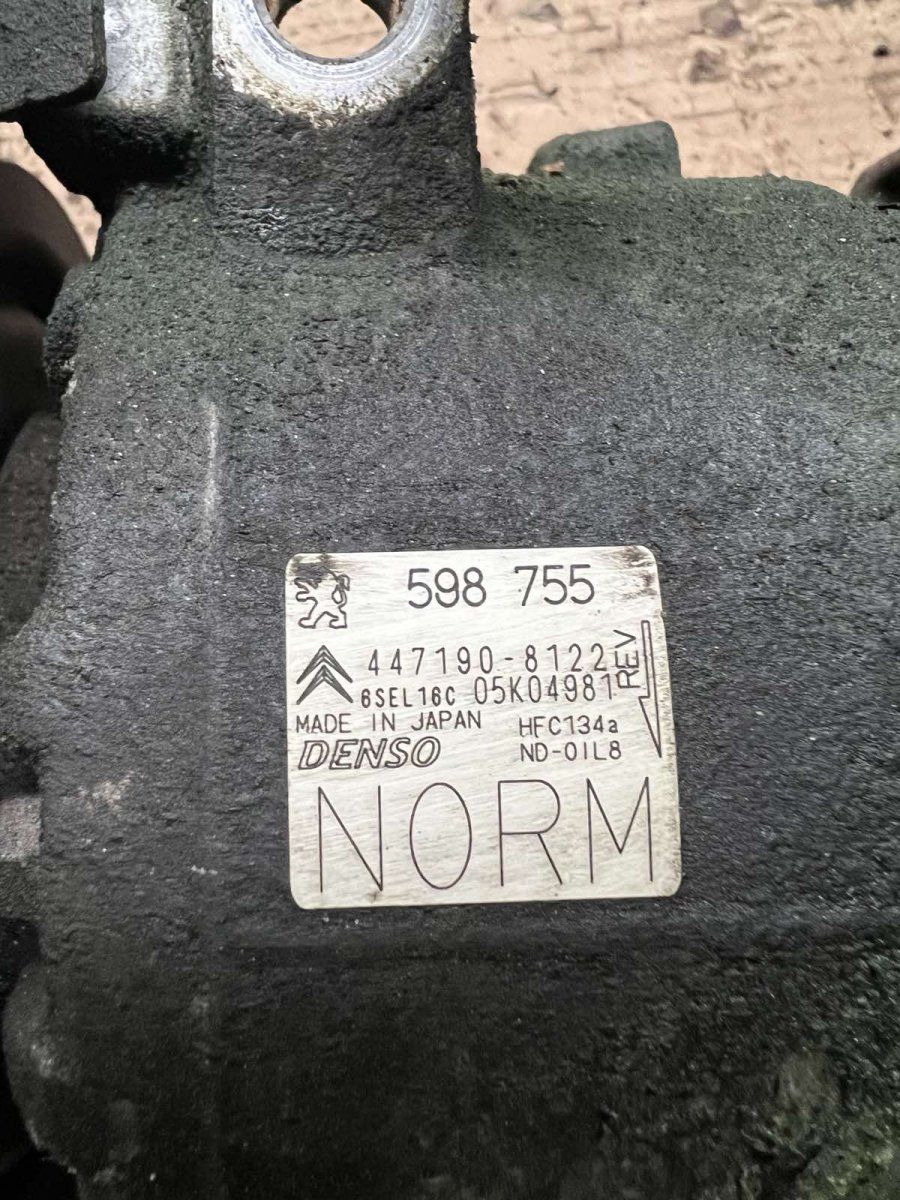 598 755
447190-8122
6SEL16C 05K04981
REV
MADE IN JAPAN HFC134a
DENSO ND-OIL8
NORM